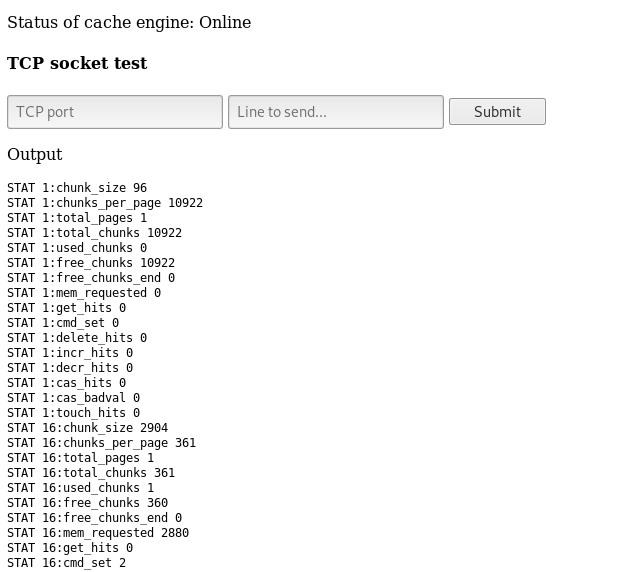 Status of cache engine: Online
TCP socket test
TCP port Line to send... Submit
Output
STAT 1:chunk_size 96
STAT 1:chunks_per_page 10922
STAT 1:total_pages 1
STAT 1:total_chunks 10922
STAT 1:used_chunks 0
STAT 1:free_chunks 10922
STAT 1:free_chunks_end 0
STAT 1:mem_requested 0
STAT 1:get_hits 0
STAT 1:cmd_set 0
STAT 1:delete_hits 0
STAT 1:incr_hits 0
STAT 1:decr_hits 0
STAT 1:cas_hits 0
STAT 1:cas_badval 0
STAT 1:touch_hits 0
STAT 16:chunk_size 2904
STAT 16:chunks_per_page 361
STAT 16:total_pages 1
STAT 16:total_chunks 361
STAT 16:used_chunks 1
STAT 16:free_chunks 360
STAT 16:free_chunks_end 0
STAT 16:mem_requested 2880
STAT 16:get_hits 0
STAT 16:cmd_set 2